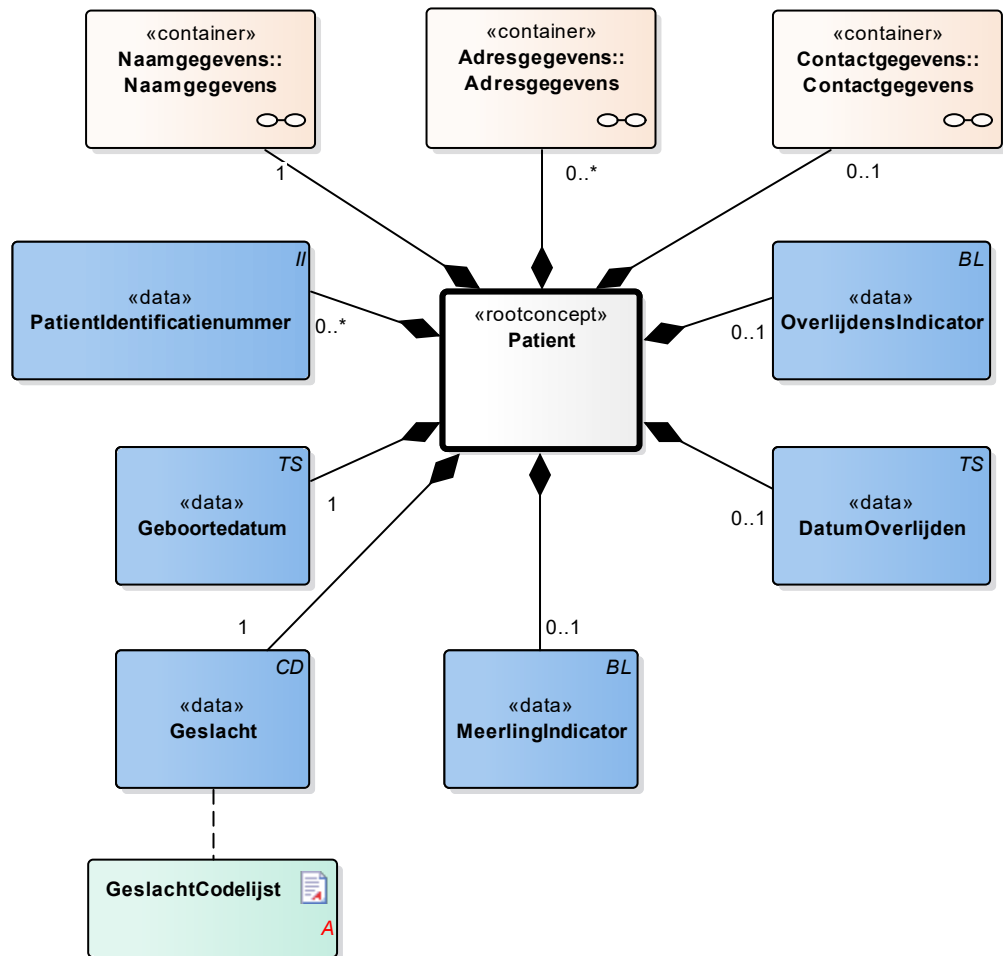 «container»
Naamgegevens::
Naamgegevens
«container»
Adresgegevens::
Adresgegevens
«container»
Contactgegevens::
Contactgegevens
1
0..*
0..1
II
«data»
PatientIdentificatienummer
0..*
«rootconcept»
Patient
BL
«data»
OverlijdensIndicator
0..1
TS
«data»
Geboortedatum
1
TS
«data»
DatumOverlijden
0..1
1
0..1
CD
«data»
Geslacht
BL
«data»
MeerlingIndicator
GeslachtCodelijst
A